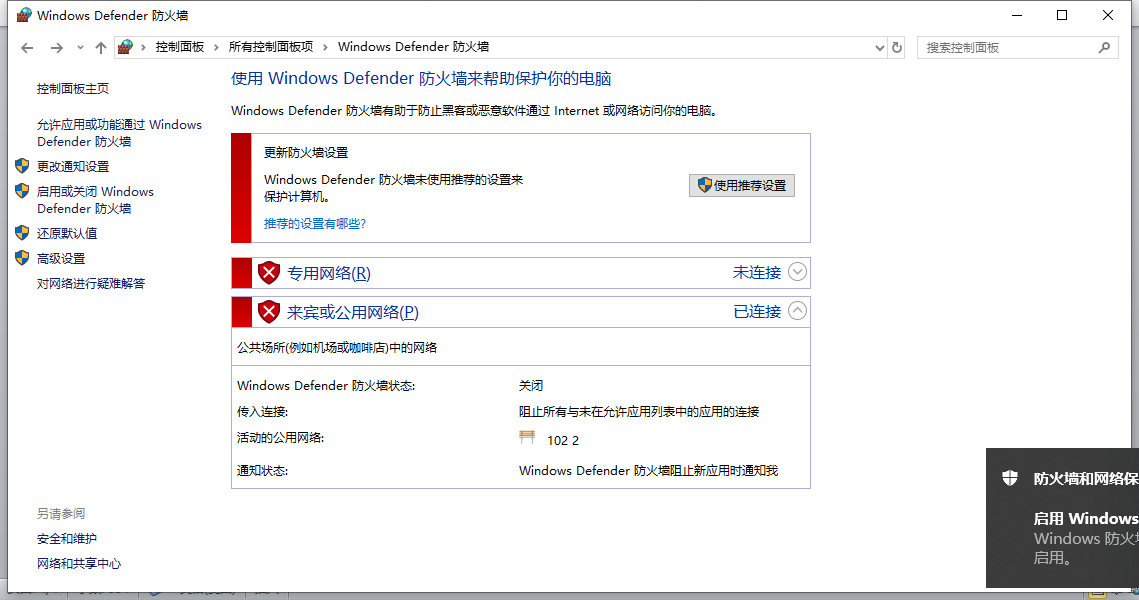 Windows Defender 防火墙
控制面板 › 所有控制面板项 › Windows Defender 防火墙
搜索控制面板
控制面板主页
允许应用或功能通过 Windows
Defender 防火墙
更改通知设置
启用或关闭 Windows
Defender 防火墙
还原默认值
高级设置
对网络进行疑难解答
使用 Windows Defender 防火墙来帮助保护你的电脑
Windows Defender 防火墙有助于防止黑客或恶意软件通过 Internet 或网络访问你的电脑。
更新防火墙设置
Windows Defender 防火墙未使用推荐的设置来
保护计算机。
使用推荐设置
推荐的设置有哪些?
专用网络(R) 未连接
来宾或公用网络(P) 已连接
公共场所(例如机场或咖啡店)中的网络
Windows Defender 防火墙状态: 关闭
传入连接: 阻止所有与未在允许应用列表中的应用的连接
活动的公用网络: 102 2
通知状态: Windows Defender 防火墙阻止新应用时通知我
另请参阅
安全和维护
网络和共享中心
防火墙和网络保
启用 Windows
Windows 防火
启用。